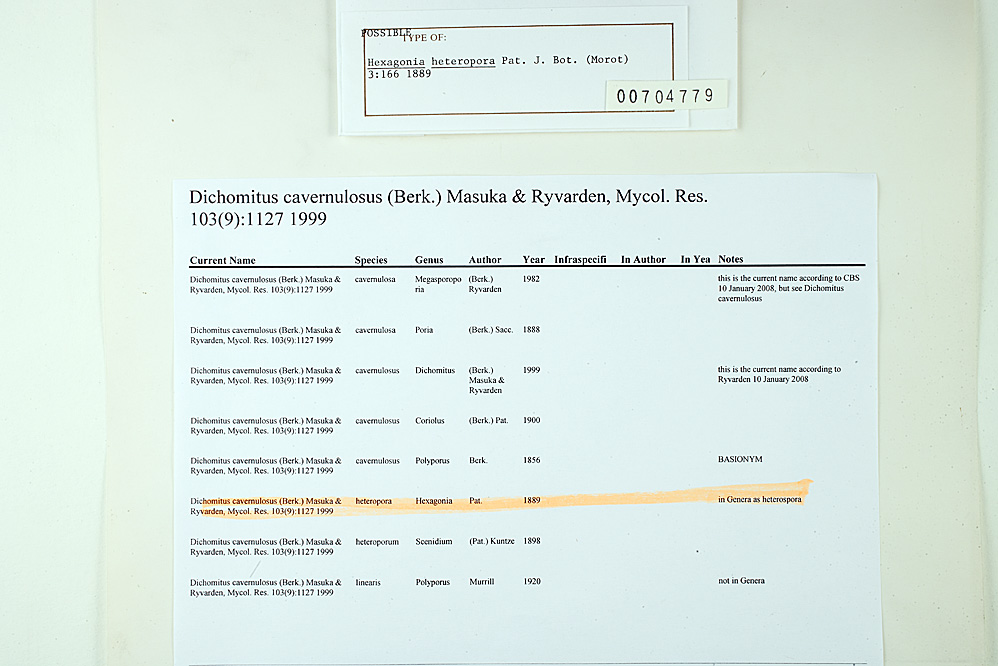 POSSIBLE
TYPE OF:
Hexagonia heteropora Pat. J. Bot. (Morot)
3:166 1889
00704779
Dichomitus cavernulosus (Berk.) Masuka & Ryvarden, Mycol. Res.
103(9):1127 1999
Current Name Species Genus Author Year Infraspecifi In Author In Yea Notes
Dichomitus cavernulosus (Berk.) Masuka & cavernulosa Megasporopo (Berk.) 1982 this is the current name according to CBS
Ryvarden, Mycol. Res. 103(9):1127 1999 ria Ryvarden 10 January 2008, but see Dichomitus
cavernulosus
Dichomitus cavernulosus (Berk.) Masuka & cavernulosa Poria (Berk.) Sacc. 1888
Ryvarden, Mycol. Res. 103(9):1127 1999
Dichomitus cavernulosus (Berk.) Masuka & cavernulosus Dichomitus (Berk.) 1999 this is the current name according to
Ryvarden, Mycol. Res. 103(9):1127 1999 Masuka & Ryvarden 10 January 2008
Ryvarden
Dichomitus cavernulosus (Berk.) Masuka & cavernulosus Coriolus (Berk.) Pat. 1900
Ryvarden, Mycol. Res. 103(9):1127 1999
Dichomitus cavernulosus (Berk.) Masuka & cavernulosus Polyporus Berk. 1856 BASIONYM
Ryvarden, Mycol. Res. 103(9):1127 1999
Dichomitus cavernulosus (Berk.) Masuka & heteropora Hexagonia Pat. 1889 in Genera as heterospora
Ryvarden, Mycol. Res. 103(9):1127 1999
Dichomitus cavernulosus (Berk.) Masuka & heteroporum Scenidium (Pat.) Kuntze 1898
Ryvarden, Mycol. Res. 103(9):1127 1999
Dichomitus cavernulosus (Berk.) Masuka & linearis Polyporus Murrill 1920 not in Genera
Ryvarden, Mycol. Res. 103(9):1127 1999